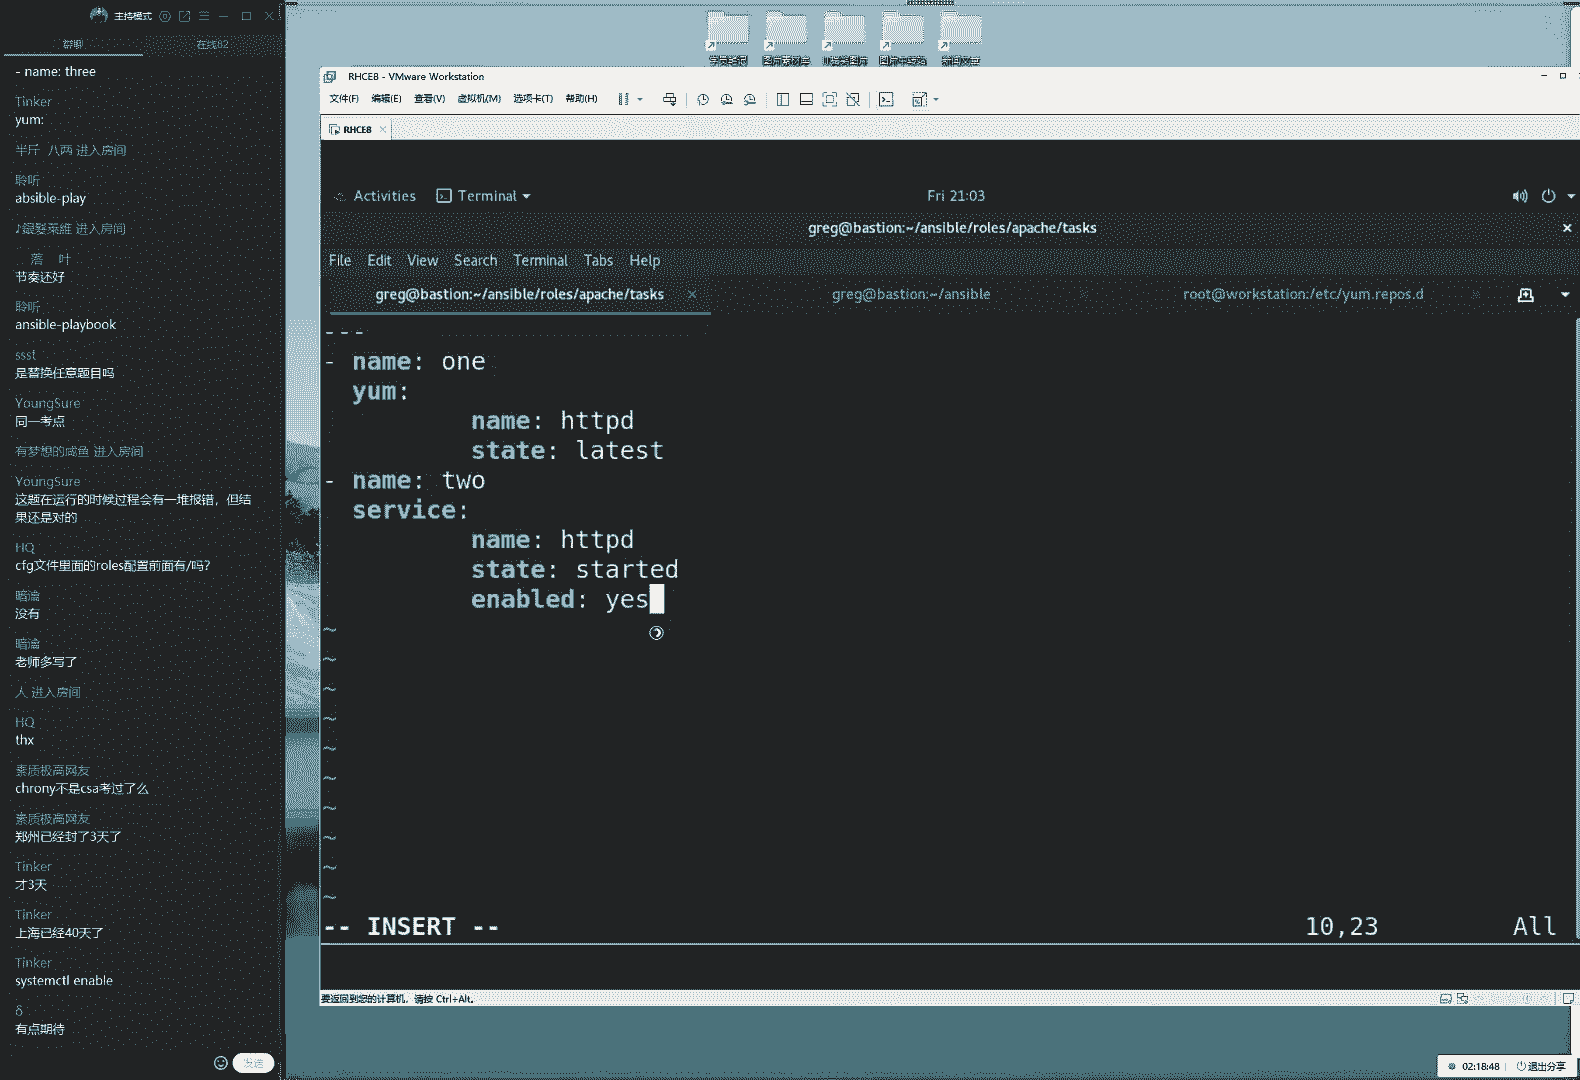 主持模式
群聊
在线82
- name: three
Tinker
yum:
半斤 八两 进入房间
聆听
absible-play
进入房间
落 叶
节奏还好
聆听
ansible-playbook
ssst
是替换任意题目吗
YoungSure
同一考点
有梦想的咸鱼 进入房间
YoungSure
这题在运行的时候过程会有一堆报错，但结
果还是对的
HQ
cfg文件里面的roles配置前面有/吗?
没有
老师多写了
人 进入房间
HQ
thx
素质极高网友
chrony不是csa考过了么
素质极高网友
郑州已经封了3天了
Tinker
才3天
Tinker
上海已经40天了
Tinker
systemctl enable
δ
有点期待
发送
RHCE8 - VMware Workstation
文件(F) 编辑(E) 查看(V) 虚拟机(M) 选项卡(T) 帮助(H)
RHCE8
Activities Terminal Fri 21:03
greg@bastion:~/ansible/roles/apache/tasks
File Edit View Search Terminal Tabs Help
greg@bastion:~/ansible/roles/apache/tasks greg@bastion:~/ansible root@workstation:/etc/yum.repos.d
---
- name: one
yum:
name: httpd
state: latest
- name: two
service:
name: httpd
state: started
enabled: yes
~
~
~
~
~
~
~
~
~
~
-- INSERT -- 10,23 All
要返回到您的计算机，请按 Ctrl+Alt。
02:18:48 退出分享